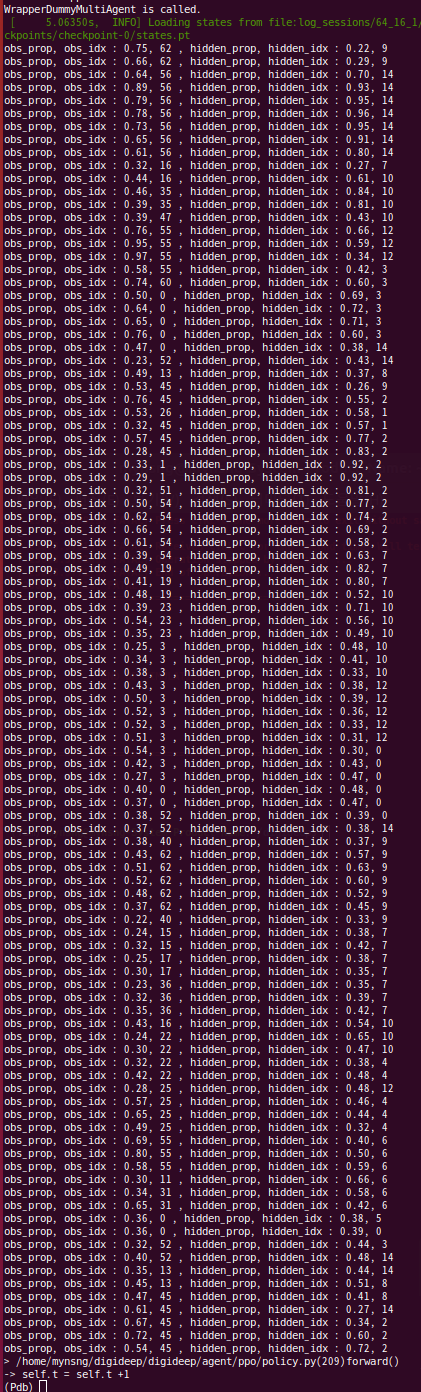 WrapperDummyMultiAgent is called.
[      5.06350s,  INFO] Loading states from file:log_sessions/64_16_1/
ckpoints/checkpoint-0/states.pt
obs_prop, obs_idx : 0.75, 62 , hidden_prop, hidden_idx : 0.22, 9
obs_prop, obs_idx : 0.66, 62 , hidden_prop, hidden_idx : 0.29, 9
obs_prop, obs_idx : 0.64, 56 , hidden_prop, hidden_idx : 0.70, 14
obs_prop, obs_idx : 0.89, 56 , hidden_prop, hidden_idx : 0.93, 14
obs_prop, obs_idx : 0.79, 56 , hidden_prop, hidden_idx : 0.95, 14
obs_prop, obs_idx : 0.78, 56 , hidden_prop, hidden_idx : 0.96, 14
obs_prop, obs_idx : 0.73, 56 , hidden_prop, hidden_idx : 0.95, 14
obs_prop, obs_idx : 0.65, 56 , hidden_prop, hidden_idx : 0.91, 14
obs_prop, obs_idx : 0.61, 56 , hidden_prop, hidden_idx : 0.80, 14
obs_prop, obs_idx : 0.32, 16 , hidden_prop, hidden_idx : 0.27, 7
obs_prop, obs_idx : 0.44, 16 , hidden_prop, hidden_idx : 0.61, 10
obs_prop, obs_idx : 0.46, 35 , hidden_prop, hidden_idx : 0.84, 10
obs_prop, obs_idx : 0.39, 35 , hidden_prop, hidden_idx : 0.81, 10
obs_prop, obs_idx : 0.39, 47 , hidden_prop, hidden_idx : 0.43, 10
obs_prop, obs_idx : 0.76, 55 , hidden_prop, hidden_idx : 0.66, 12
obs_prop, obs_idx : 0.95, 55 , hidden_prop, hidden_idx : 0.59, 12
obs_prop, obs_idx : 0.97, 55 , hidden_prop, hidden_idx : 0.34, 12
obs_prop, obs_idx : 0.58, 55 , hidden_prop, hidden_idx : 0.42, 3
obs_prop, obs_idx : 0.74, 60 , hidden_prop, hidden_idx : 0.60, 3
obs_prop, obs_idx : 0.50, 0 , hidden_prop, hidden_idx : 0.69, 3
obs_prop, obs_idx : 0.64, 0 , hidden_prop, hidden_idx : 0.72, 3
obs_prop, obs_idx : 0.65, 0 , hidden_prop, hidden_idx : 0.71, 3
obs_prop, obs_idx : 0.76, 0 , hidden_prop, hidden_idx : 0.60, 3
obs_prop, obs_idx : 0.47, 0 , hidden_prop, hidden_idx : 0.38, 14
obs_prop, obs_idx : 0.23, 52 , hidden_prop, hidden_idx : 0.43, 14
obs_prop, obs_idx : 0.49, 13 , hidden_prop, hidden_idx : 0.37, 8
obs_prop, obs_idx : 0.53, 45 , hidden_prop, hidden_idx : 0.26, 9
obs_prop, obs_idx : 0.76, 45 , hidden_prop, hidden_idx : 0.55, 2
obs_prop, obs_idx : 0.53, 26 , hidden_prop, hidden_idx : 0.58, 1
obs_prop, obs_idx : 0.32, 45 , hidden_prop, hidden_idx : 0.57, 1
obs_prop, obs_idx : 0.57, 45 , hidden_prop, hidden_idx : 0.77, 2
obs_prop, obs_idx : 0.28, 45 , hidden_prop, hidden_idx : 0.83, 2
obs_prop, obs_idx : 0.33, 1 , hidden_prop, hidden_idx : 0.92, 2
obs_prop, obs_idx : 0.29, 1 , hidden_prop, hidden_idx : 0.92, 2
obs_prop, obs_idx : 0.32, 51 , hidden_prop, hidden_idx : 0.81, 2
obs_prop, obs_idx : 0.50, 54 , hidden_prop, hidden_idx : 0.77, 2
obs_prop, obs_idx : 0.62, 54 , hidden_prop, hidden_idx : 0.74, 2
obs_prop, obs_idx : 0.66, 54 , hidden_prop, hidden_idx : 0.69, 2
obs_prop, obs_idx : 0.61, 54 , hidden_prop, hidden_idx : 0.58, 2
obs_prop, obs_idx : 0.39, 54 , hidden_prop, hidden_idx : 0.63, 7
obs_prop, obs_idx : 0.49, 19 , hidden_prop, hidden_idx : 0.82, 7
obs_prop, obs_idx : 0.41, 19 , hidden_prop, hidden_idx : 0.80, 7
obs_prop, obs_idx : 0.48, 19 , hidden_prop, hidden_idx : 0.52, 10
obs_prop, obs_idx : 0.39, 23 , hidden_prop, hidden_idx : 0.71, 10
obs_prop, obs_idx : 0.54, 23 , hidden_prop, hidden_idx : 0.56, 10
obs_prop, obs_idx : 0.35, 23 , hidden_prop, hidden_idx : 0.49, 10
obs_prop, obs_idx : 0.25, 3 , hidden_prop, hidden_idx : 0.48, 10
obs_prop, obs_idx : 0.34, 3 , hidden_prop, hidden_idx : 0.41, 10
obs_prop, obs_idx : 0.38, 3 , hidden_prop, hidden_idx : 0.33, 10
obs_prop, obs_idx : 0.43, 3 , hidden_prop, hidden_idx : 0.38, 12
obs_prop, obs_idx : 0.50, 3 , hidden_prop, hidden_idx : 0.39, 12
obs_prop, obs_idx : 0.52, 3 , hidden_prop, hidden_idx : 0.36, 12
obs_prop, obs_idx : 0.52, 3 , hidden_prop, hidden_idx : 0.33, 12
obs_prop, obs_idx : 0.51, 3 , hidden_prop, hidden_idx : 0.31, 12
obs_prop, obs_idx : 0.54, 3 , hidden_prop, hidden_idx : 0.30, 0
obs_prop, obs_idx : 0.42, 3 , hidden_prop, hidden_idx : 0.43, 0
obs_prop, obs_idx : 0.27, 3 , hidden_prop, hidden_idx : 0.47, 0
obs_prop, obs_idx : 0.40, 0 , hidden_prop, hidden_idx : 0.48, 0
obs_prop, obs_idx : 0.37, 0 , hidden_prop, hidden_idx : 0.47, 0
obs_prop, obs_idx : 0.38, 52 , hidden_prop, hidden_idx : 0.39, 0
obs_prop, obs_idx : 0.37, 52 , hidden_prop, hidden_idx : 0.38, 14
obs_prop, obs_idx : 0.38, 40 , hidden_prop, hidden_idx : 0.37, 9
obs_prop, obs_idx : 0.43, 62 , hidden_prop, hidden_idx : 0.57, 9
obs_prop, obs_idx : 0.51, 62 , hidden_prop, hidden_idx : 0.63, 9
obs_prop, obs_idx : 0.52, 62 , hidden_prop, hidden_idx : 0.60, 9
obs_prop, obs_idx : 0.48, 62 , hidden_prop, hidden_idx : 0.52, 9
obs_prop, obs_idx : 0.37, 62 , hidden_prop, hidden_idx : 0.45, 9
obs_prop, obs_idx : 0.22, 40 , hidden_prop, hidden_idx : 0.33, 9
obs_prop, obs_idx : 0.24, 15 , hidden_prop, hidden_idx : 0.38, 7
obs_prop, obs_idx : 0.32, 15 , hidden_prop, hidden_idx : 0.42, 7
obs_prop, obs_idx : 0.25, 17 , hidden_prop, hidden_idx : 0.38, 7
obs_prop, obs_idx : 0.30, 17 , hidden_prop, hidden_idx : 0.35, 7
obs_prop, obs_idx : 0.23, 36 , hidden_prop, hidden_idx : 0.35, 7
obs_prop, obs_idx : 0.32, 36 , hidden_prop, hidden_idx : 0.39, 7
obs_prop, obs_idx : 0.35, 36 , hidden_prop, hidden_idx : 0.42, 7
obs_prop, obs_idx : 0.43, 16 , hidden_prop, hidden_idx : 0.54, 10
obs_prop, obs_idx : 0.24, 22 , hidden_prop, hidden_idx : 0.65, 10
obs_prop, obs_idx : 0.30, 22 , hidden_prop, hidden_idx : 0.47, 10
obs_prop, obs_idx : 0.32, 22 , hidden_prop, hidden_idx : 0.38, 4
obs_prop, obs_idx : 0.42, 22 , hidden_prop, hidden_idx : 0.48, 4
obs_prop, obs_idx : 0.28, 25 , hidden_prop, hidden_idx : 0.48, 12
obs_prop, obs_idx : 0.57, 25 , hidden_prop, hidden_idx : 0.46, 4
obs_prop, obs_idx : 0.65, 25 , hidden_prop, hidden_idx : 0.44, 4
obs_prop, obs_idx : 0.49, 25 , hidden_prop, hidden_idx : 0.32, 4
obs_prop, obs_idx : 0.69, 55 , hidden_prop, hidden_idx : 0.40, 6
obs_prop, obs_idx : 0.80, 55 , hidden_prop, hidden_idx : 0.50, 6
obs_prop, obs_idx : 0.58, 55 , hidden_prop, hidden_idx : 0.59, 6
obs_prop, obs_idx : 0.30, 11 , hidden_prop, hidden_idx : 0.66, 6
obs_prop, obs_idx : 0.34, 31 , hidden_prop, hidden_idx : 0.58, 6
obs_prop, obs_idx : 0.65, 31 , hidden_prop, hidden_idx : 0.42, 6
obs_prop, obs_idx : 0.36, 0 , hidden_prop, hidden_idx : 0.38, 5
obs_prop, obs_idx : 0.36, 0 , hidden_prop, hidden_idx : 0.39, 0
obs_prop, obs_idx : 0.32, 52 , hidden_prop, hidden_idx : 0.44, 3
obs_prop, obs_idx : 0.40, 52 , hidden_prop, hidden_idx : 0.48, 14
obs_prop, obs_idx : 0.35, 13 , hidden_prop, hidden_idx : 0.44, 14
obs_prop, obs_idx : 0.45, 13 , hidden_prop, hidden_idx : 0.51, 8
obs_prop, obs_idx : 0.47, 45 , hidden_prop, hidden_idx : 0.41, 8
obs_prop, obs_idx : 0.61, 45 , hidden_prop, hidden_idx : 0.27, 14
obs_prop, obs_idx : 0.67, 45 , hidden_prop, hidden_idx : 0.34, 2
obs_prop, obs_idx : 0.72, 45 , hidden_prop, hidden_idx : 0.60, 2
obs_prop, obs_idx : 0.54, 45 , hidden_prop, hidden_idx : 0.72, 2
> /home/mynsng/digideep/digideep/agent/ppo/policy.py(209)forward()
-> self.t = self.t +1
(Pdb)